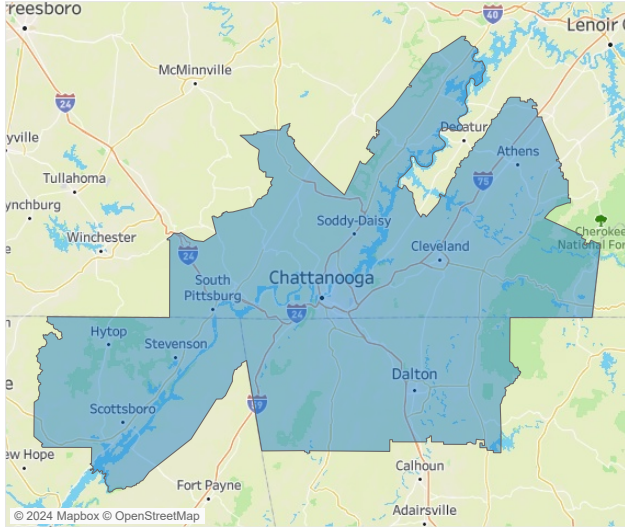 reesboro
40
Lenoir C
McMinnville
24
Decatur
yville
Athens
Tullahoma
75
ynchburg
Soddy-Daisy
Cherokee
National For
Winchester
24
Cleveland
South
Pittsburg
Chattanooga
24
Hytop
Stevenson
Dalton
59
Scottsboro
ew Hope
Calhoun
Fort Payne
Adairsville
© 2024 Mapbox © OpenStreetMap